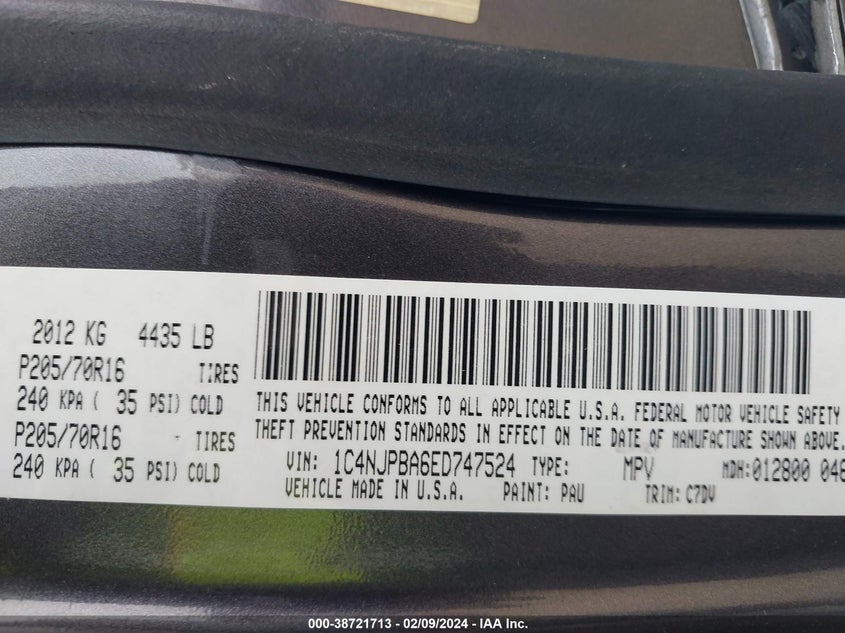 2012 KG 4435 LB
P205/70R16 TIRES
240 KPA ( 35 PSI) COLD
P205/70R16 - TIRES
240 KPA ( 35 PSI) COLD
THIS VEHICLE CONFORMS TO ALL APPLICABLE U.S.A. FEDERAL MOTOR VEHICLE SAFETY
THEFT PREVENTION STANDARDS IN EFFECT ON THE DATE OF MANUFACTURE SHOWN ABOVE.
VIN: 1C4NJPBA6ED747524 TYPE: MPV MDH:012800 048
VEHICLE MADE IN U.S.A. PAINT: PAU TRIM: C7DV
000-38721713 - 02/09/2024 - IAA Inc.